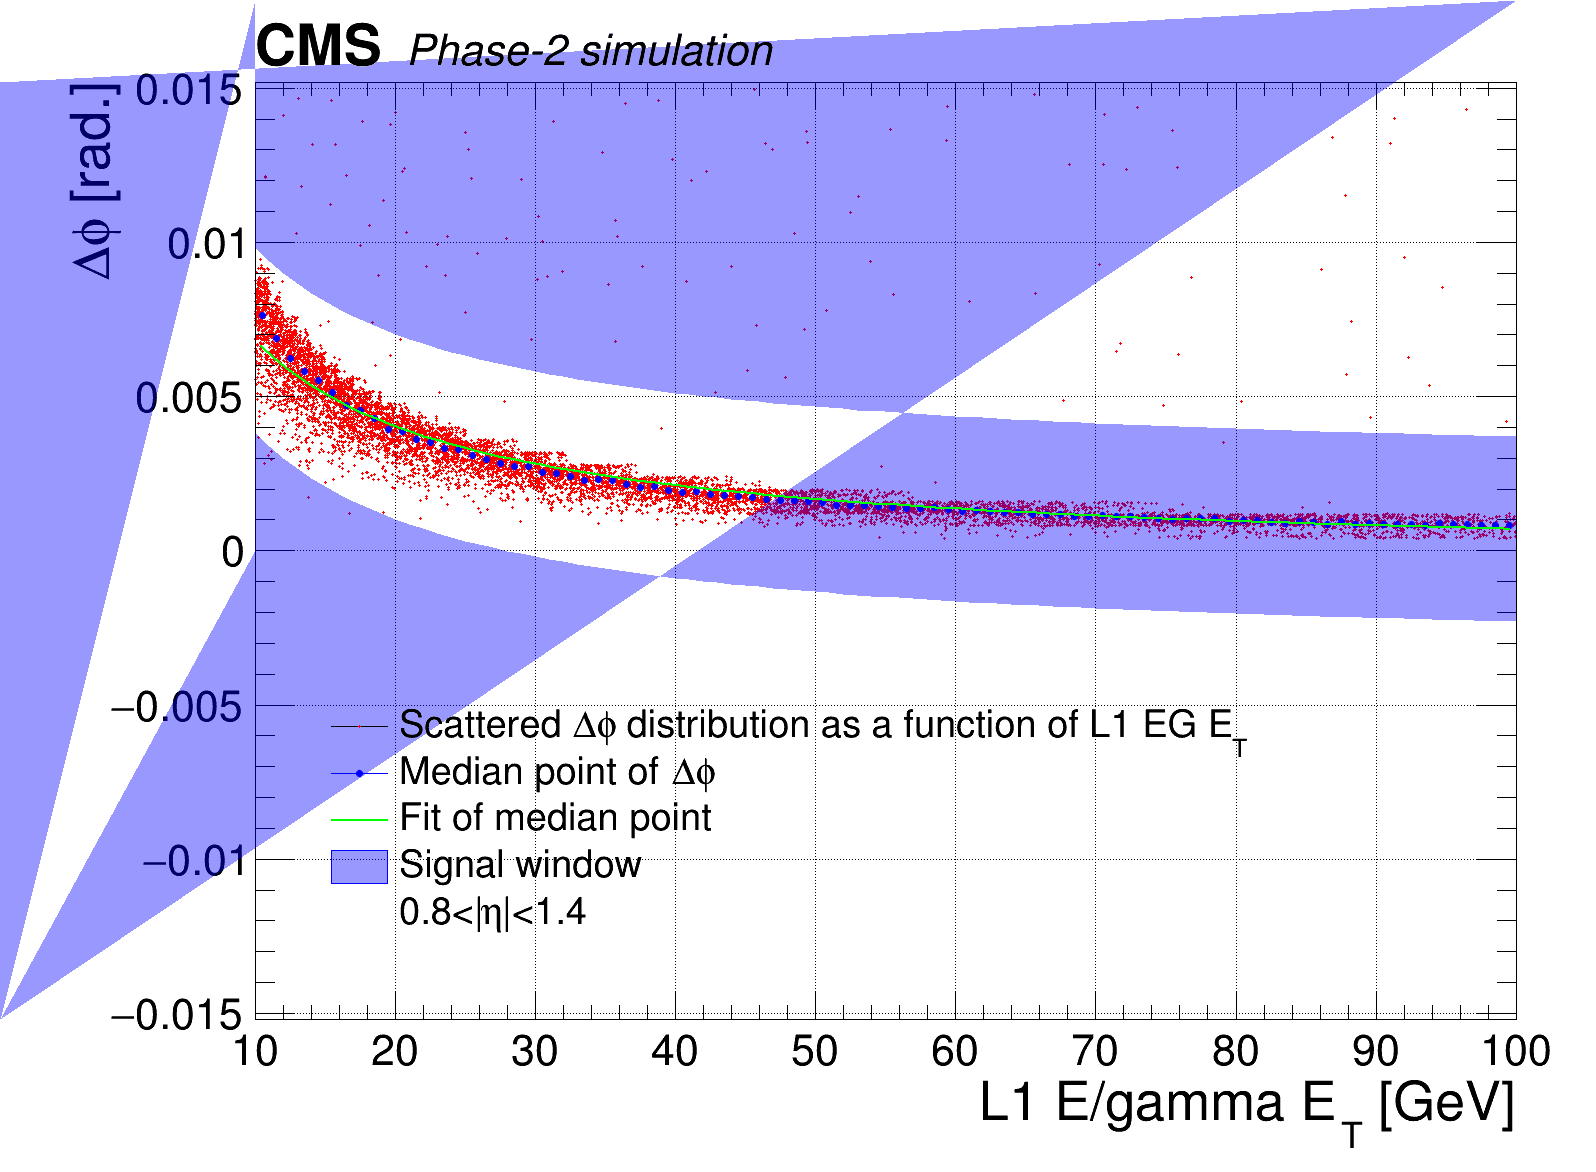 CMS Phase-2 simulation
Δϕ [rad.]
0.015
0.01
0.005
0
−0.005
−0.01
−0.015
Scattered Δϕ distribution as a function of L1 EG E_T
Median point of Δϕ
Fit of median point
Signal window
0.8<|η|<1.4
10 20 30 40 50 60 70 80 90 100
L1 E/gamma E_T [GeV]